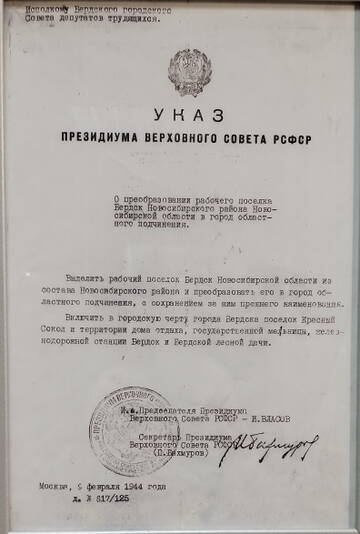 Исполкому Бердского городского
Совета депутатов трудящихся.
УКАЗ
ПРЕЗИДИУМА ВЕРХОВНОГО СОВЕТА РСФСР
О преобразовании рабочего поселка
Бердск Новосибирского района Ново-
сибирской области в город област-
ного подчинения.
Выделить рабочий поселок Бердск Новосибирской области из
состава Новосибирского района и преобразовать его в город об-
ластного подчинения, с сохранением за ним прежнего наименования.
Включить в городскую черту города Бердска поселок Красный
Сокол и территории дома отдыха, государственной мельницы, желез-
нодорожной станции Бердск и Бердской лесной дачи.
И.о.Председателя Президиума
Верховного Совета РСФСР - И.ВЛАСОВ
Секретарь Президиума
Верховного Совета РСФСР
(П.Бахмуров)
Москва, 9 февраля 1944 года
д. № 617/125